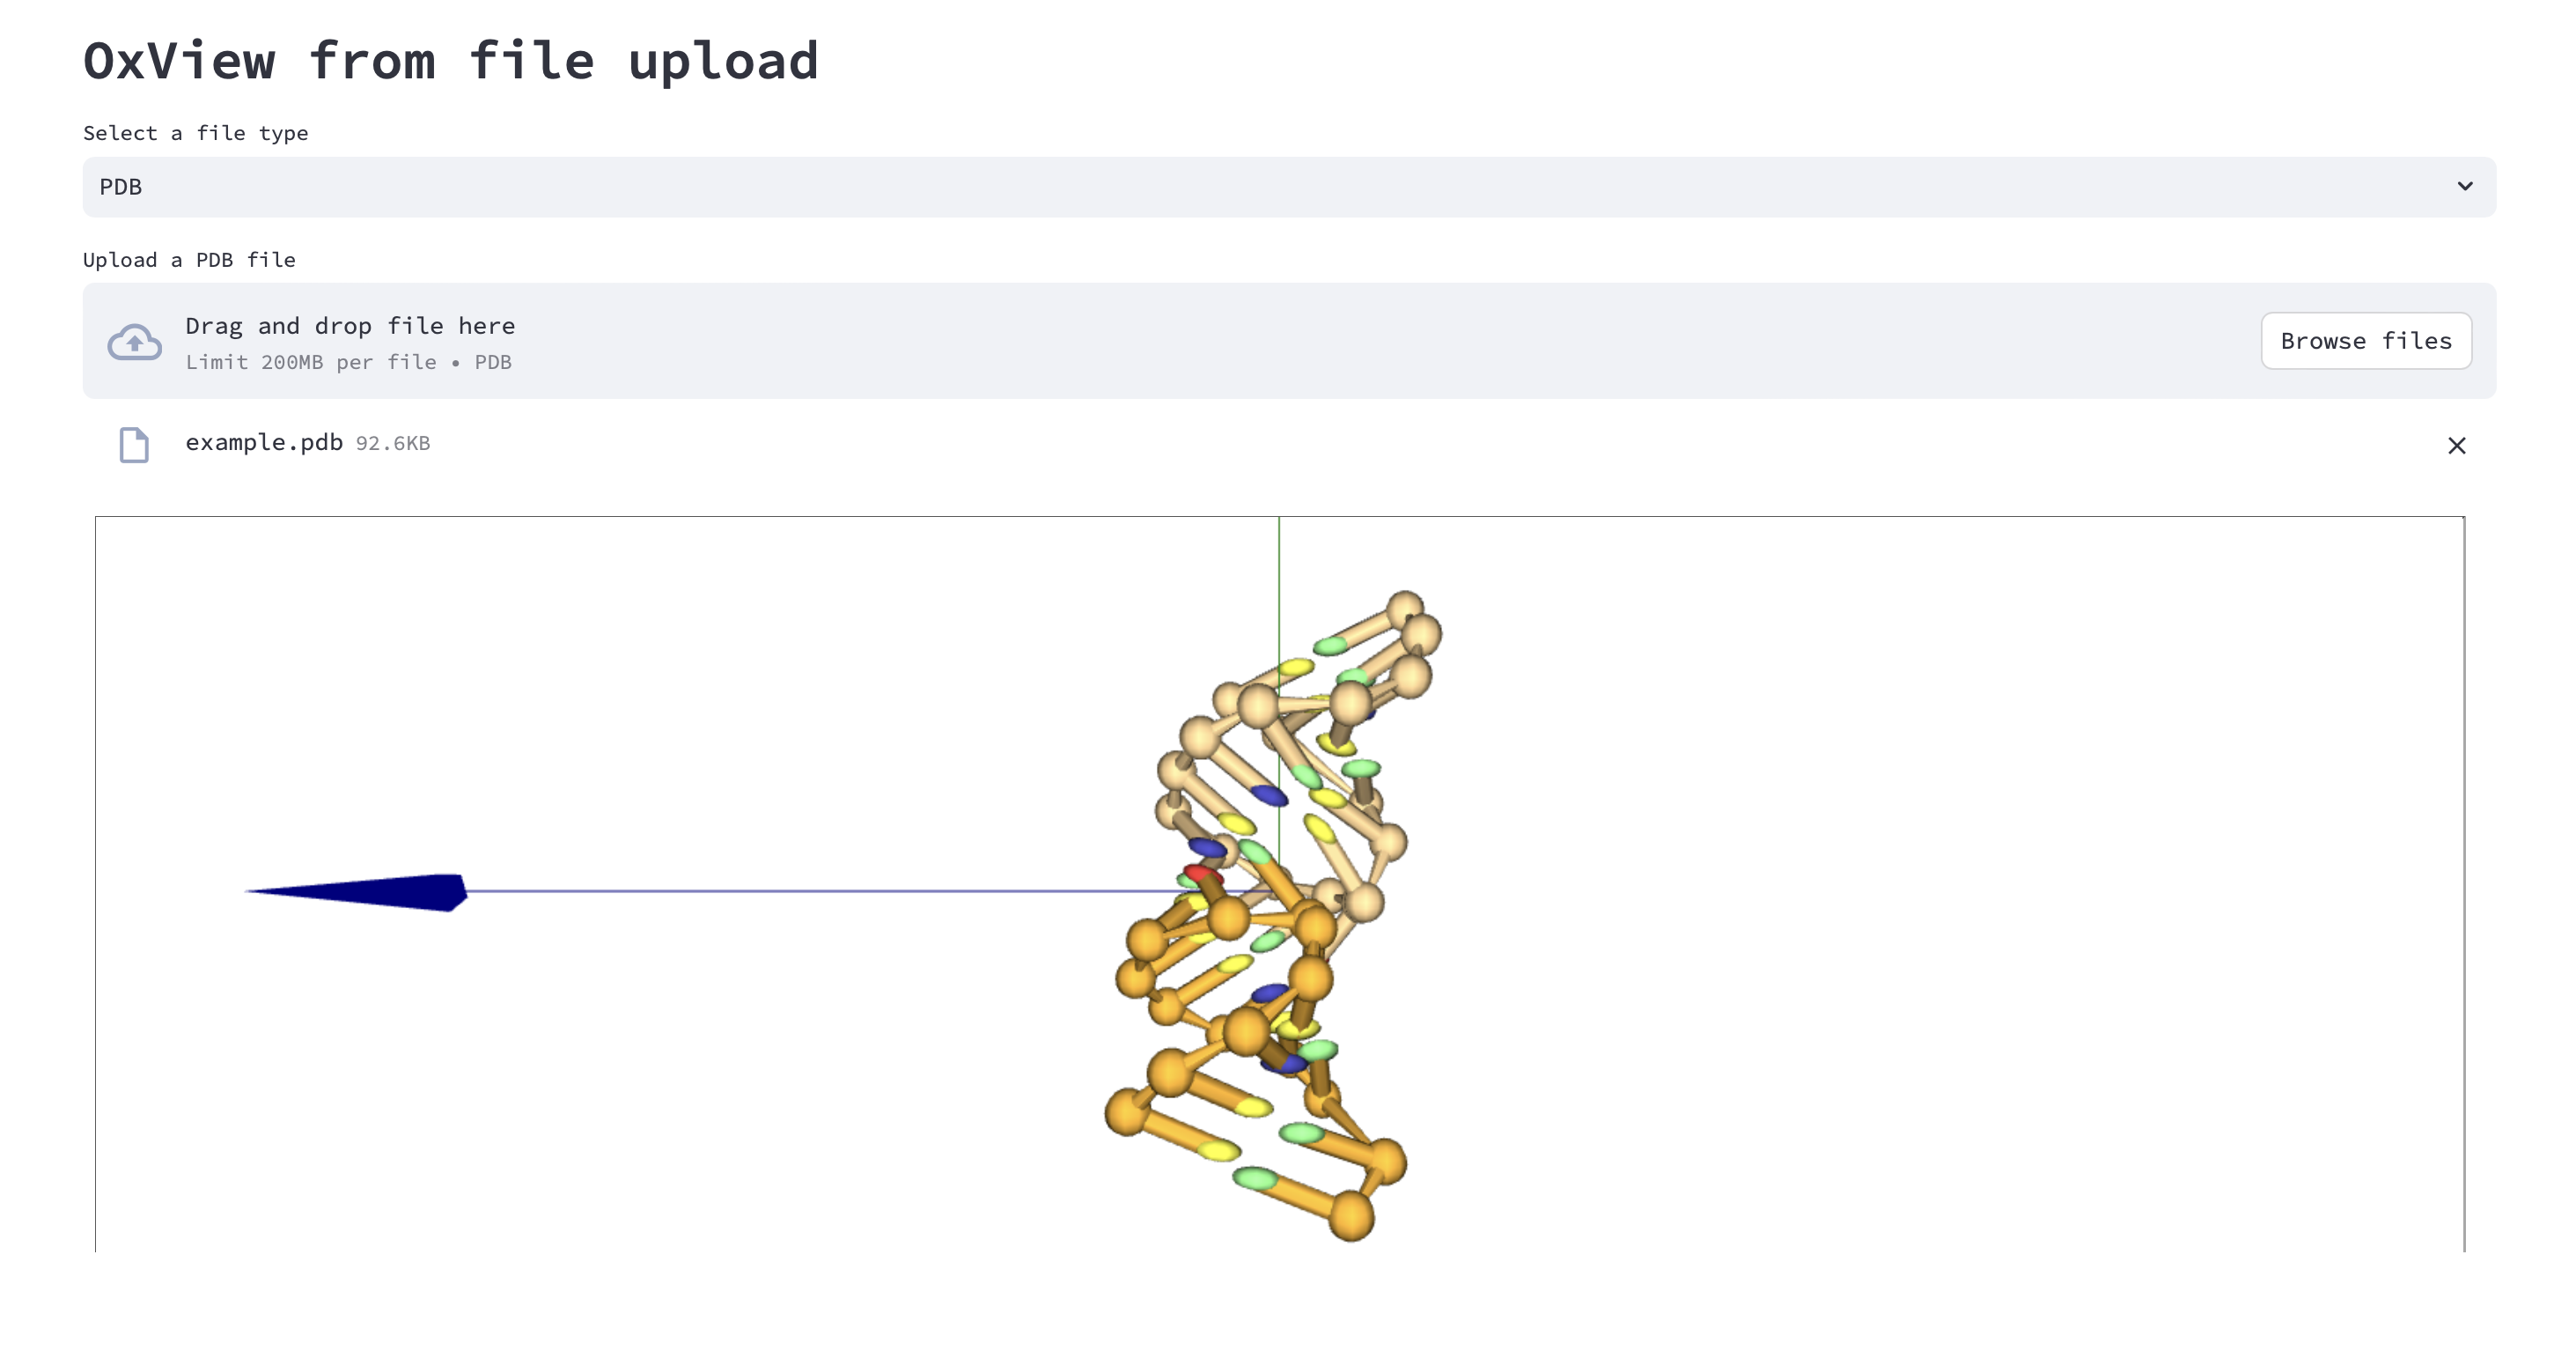 OxView from file upload
Select a file type
PDB
Upload a PDB file
Drag and drop file here
Limit 200MB per file • PDB
Browse files
example.pdb 92.6KB